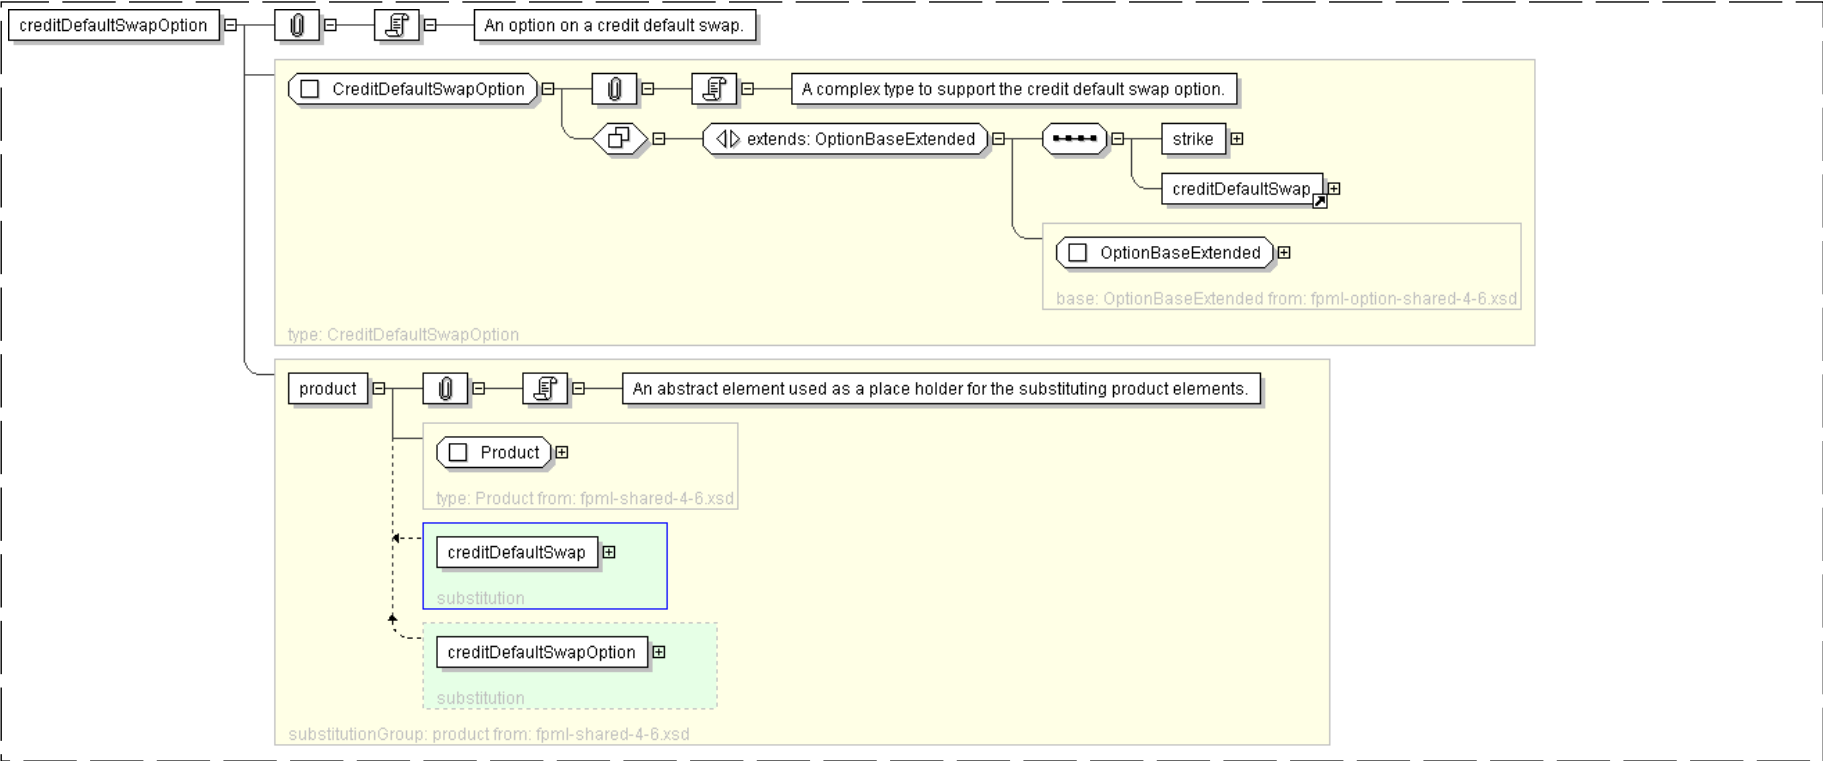 creditDefaultSwapOption
An option on a credit default swap.
CreditDefaultSwapOption
A complex type to support the credit default swap option.
extends: OptionBaseExtended
strike
creditDefaultSwap
OptionBaseExtended
base: OptionBaseExtended from: fpml-option-shared-4-6.xsd
type: CreditDefaultSwapOption
product
An abstract element used as a place holder for the substituting product elements.
Product
type: Product from: fpml-shared-4-6.xsd
creditDefaultSwap
substitution
creditDefaultSwapOption
substitution
substitutionGroup: product from: fpml-shared-4-6.xsd